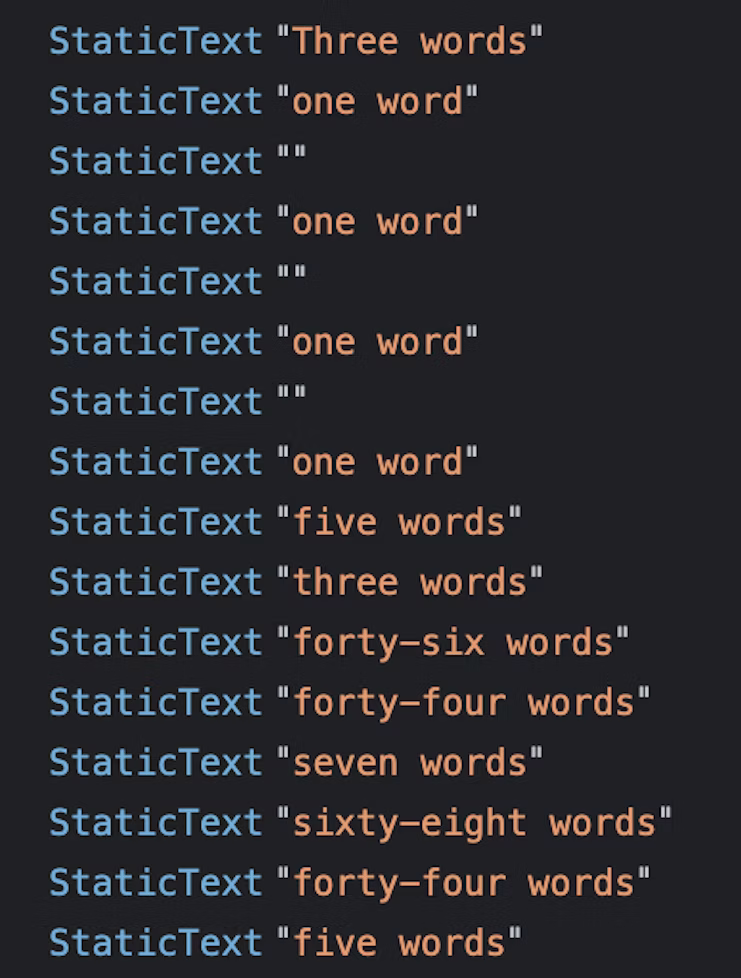 StaticText "Three words"
StaticText "one word"
StaticText ""
StaticText "one word"
StaticText ""
StaticText "one word"
StaticText ""
StaticText "one word"
StaticText "five words"
StaticText "three words"
StaticText "forty-six words"
StaticText "forty-four words"
StaticText "seven words"
StaticText "sixty-eight words"
StaticText "forty-four words"
StaticText "five words"